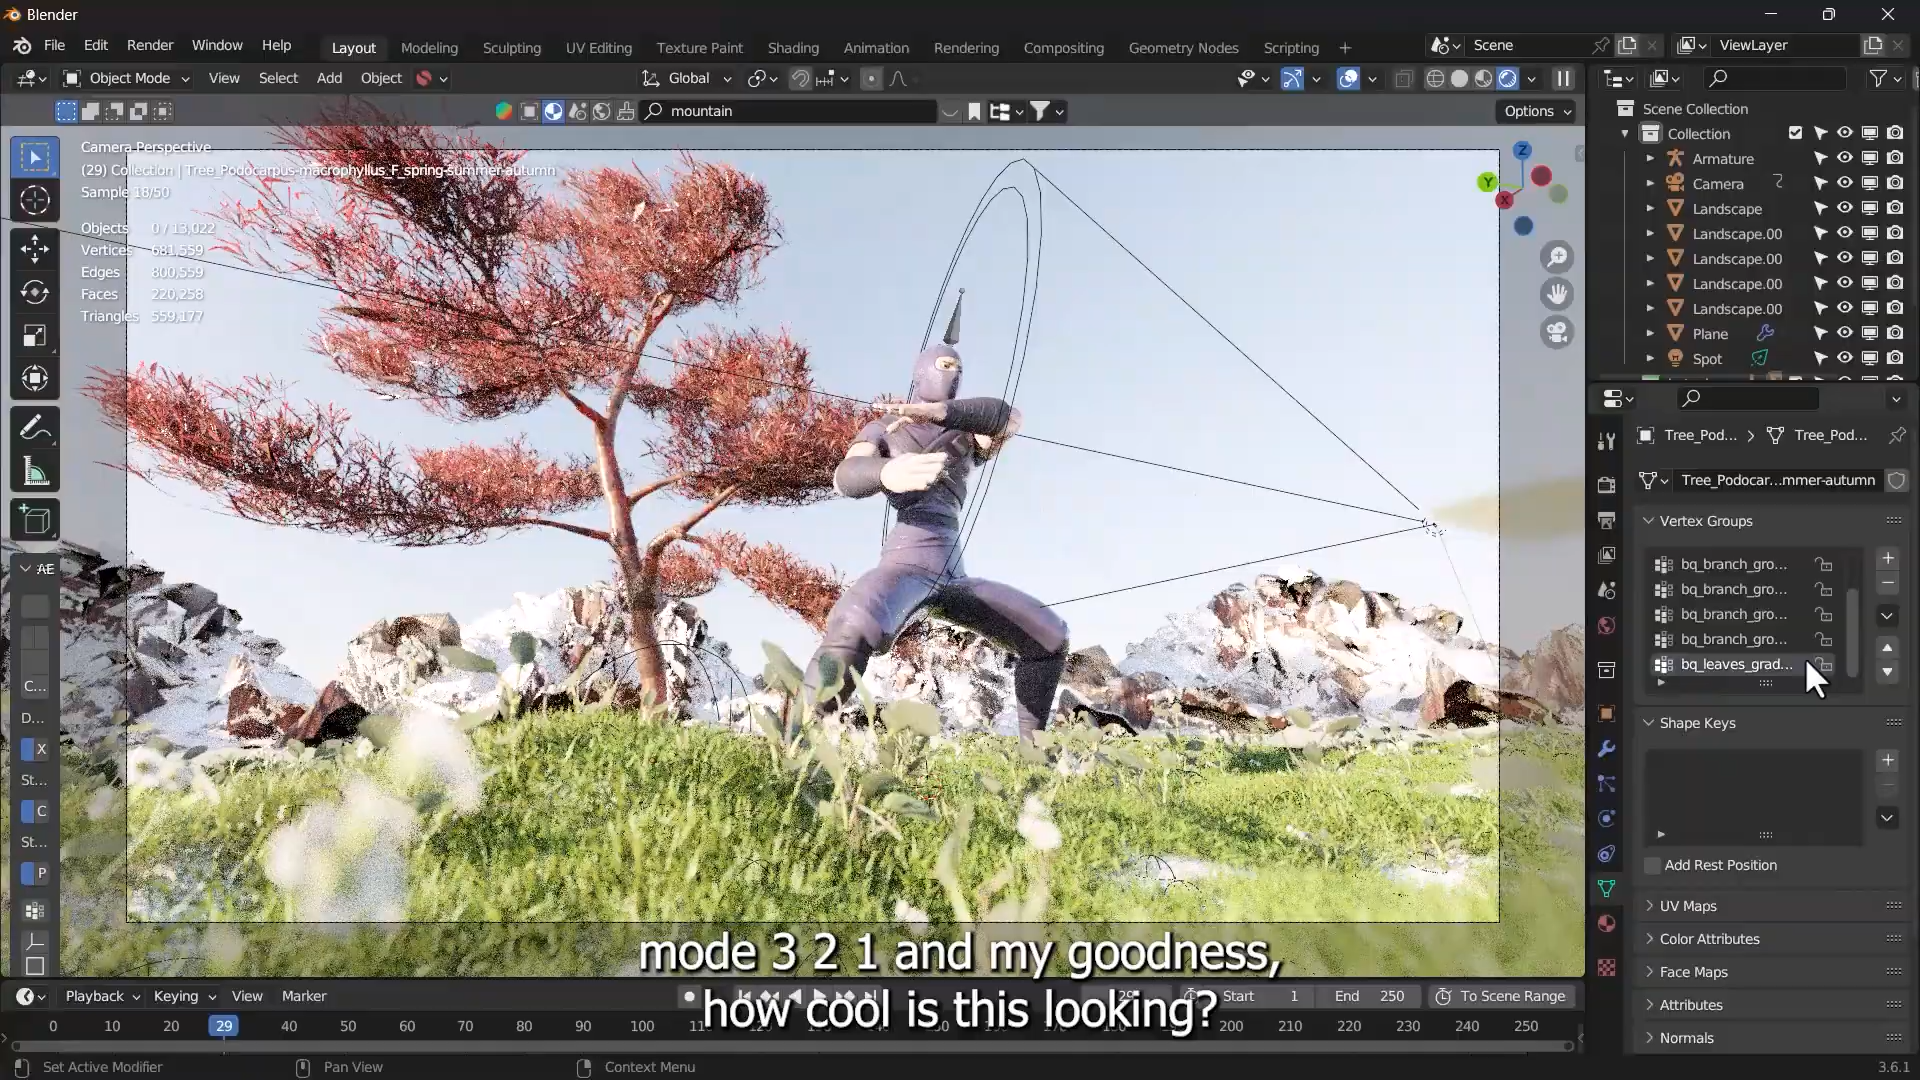 Blender
File Edit Render Window Help
Layout Modeling Sculpting UV Editing Texture Paint Shading Animation Rendering Compositing Geometry Nodes Scripting +
Scene
ViewLayer
Object Mode View Select Add Object
Global
mountain
Options
Camera Perspective
(29) Collection | Tree_Podocarpus-macrophyllus_F_spring-summer-autumn
Sample 18/50
Objects 0 / 13,022
Vertices 681,559
Edges 800,559
Faces 220,258
Triangles 559,177
Z
Y
X
Scene Collection
Collection
Armature
Camera
Landscape
Landscape.00
Landscape.00
Landscape.00
Landscape.00
Plane
Spot
Tree_Pod... > Tree_Pod...
Tree_Podocar...mmer-autumn
Vertex Groups
bq_branch_gro...
bq_branch_gro...
bq_branch_gro...
bq_branch_gro...
bq_leaves_grad...
Shape Keys
Add Rest Position
UV Maps
Color Attributes
Face Maps
Attributes
Normals
AE
C...
D...
X
St...
C
St...
P
mode 3 2 1 and my goodness,
how cool is this looking?
Playback Keying View Marker
29
Start 1
End 250
To Scene Range
0 10 20 29 40 50 60 70 80 90 100 200 210 220 230 240 250
Set Active Modifier
Pan View
Context Menu
3.6.1